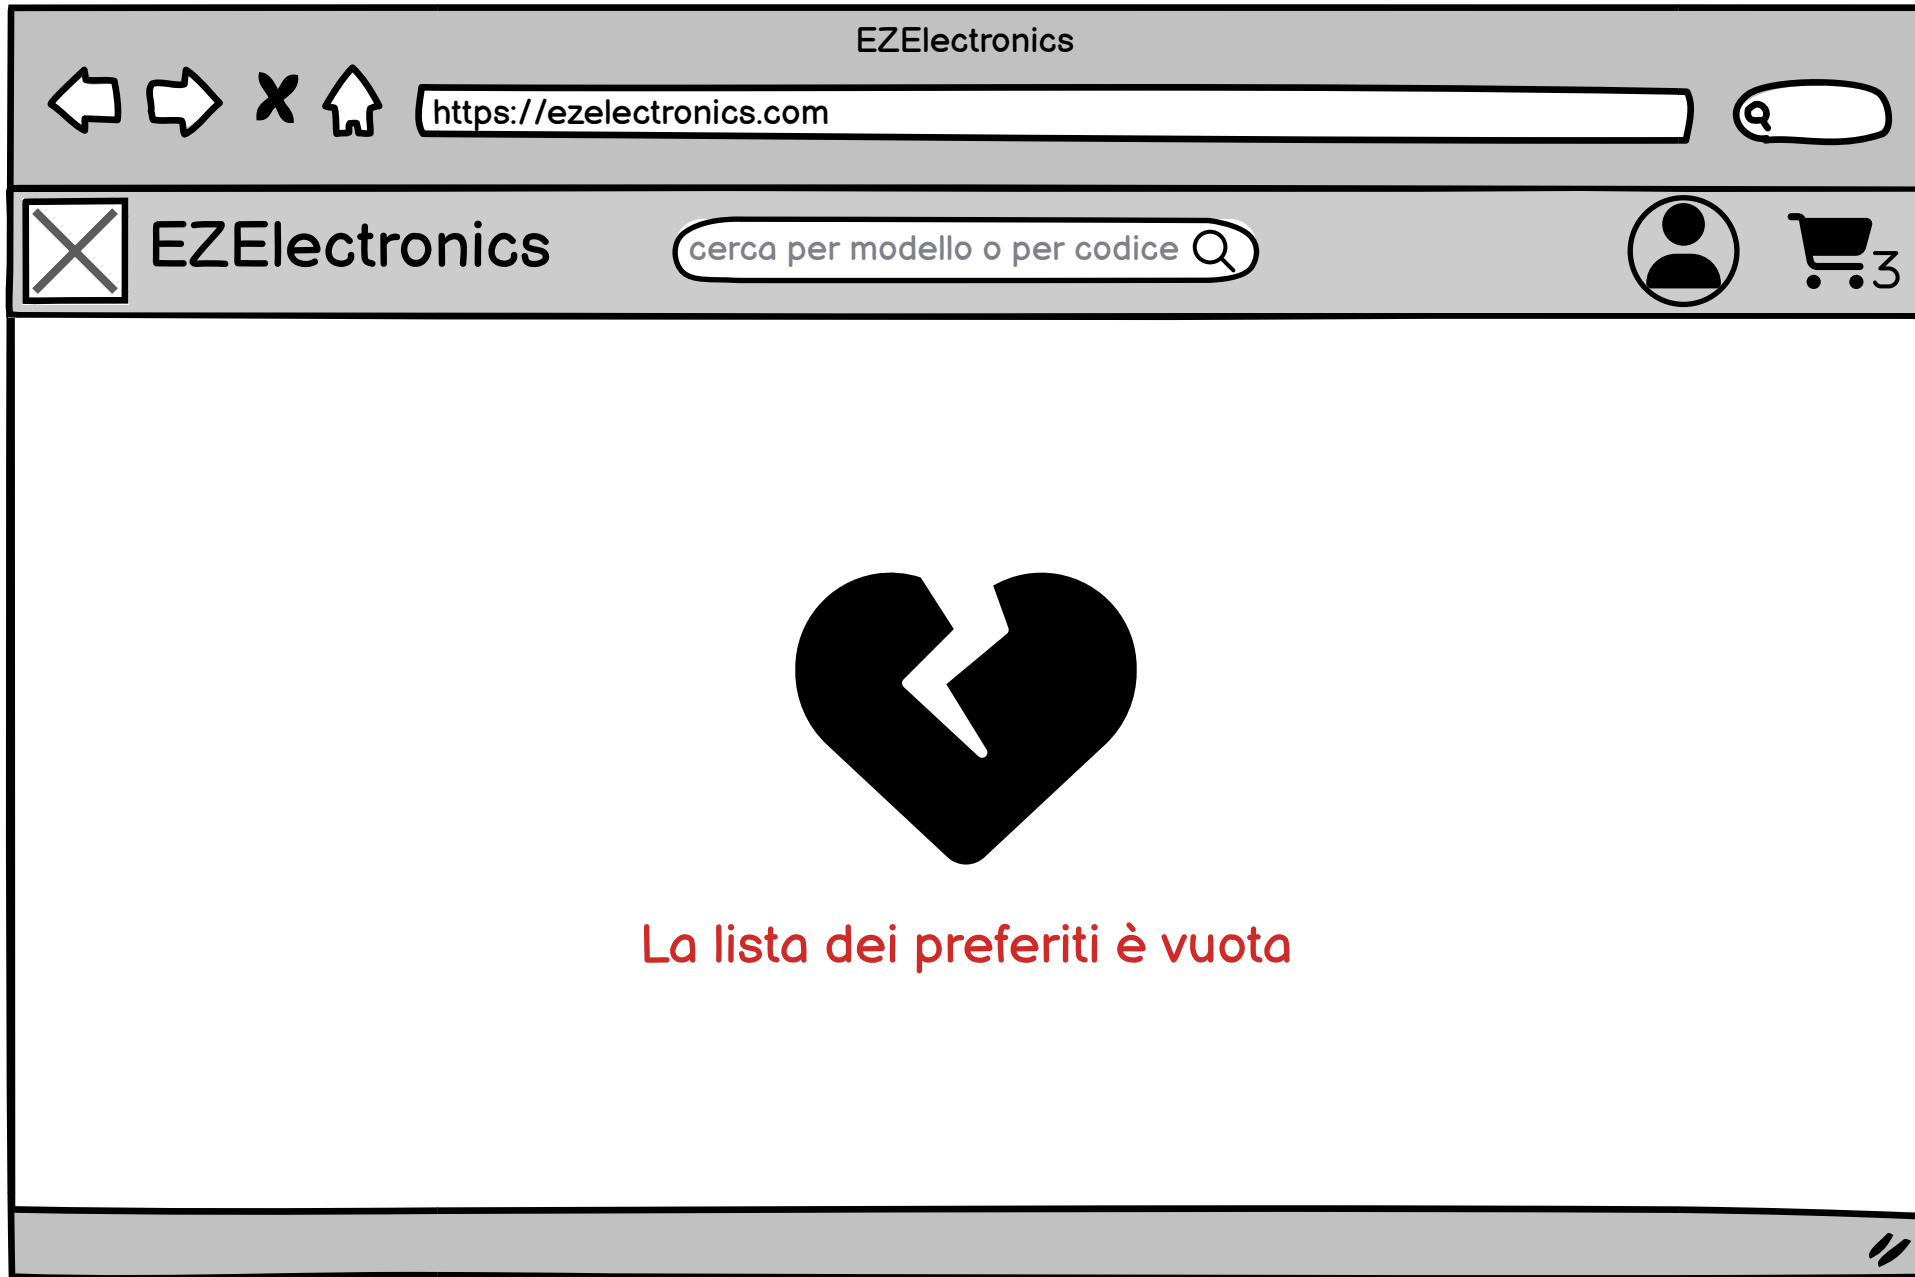 EZElectronics
https://ezelectronics.com
EZElectronics
cerca per modello o per codice
3
La lista dei preferiti è vuota